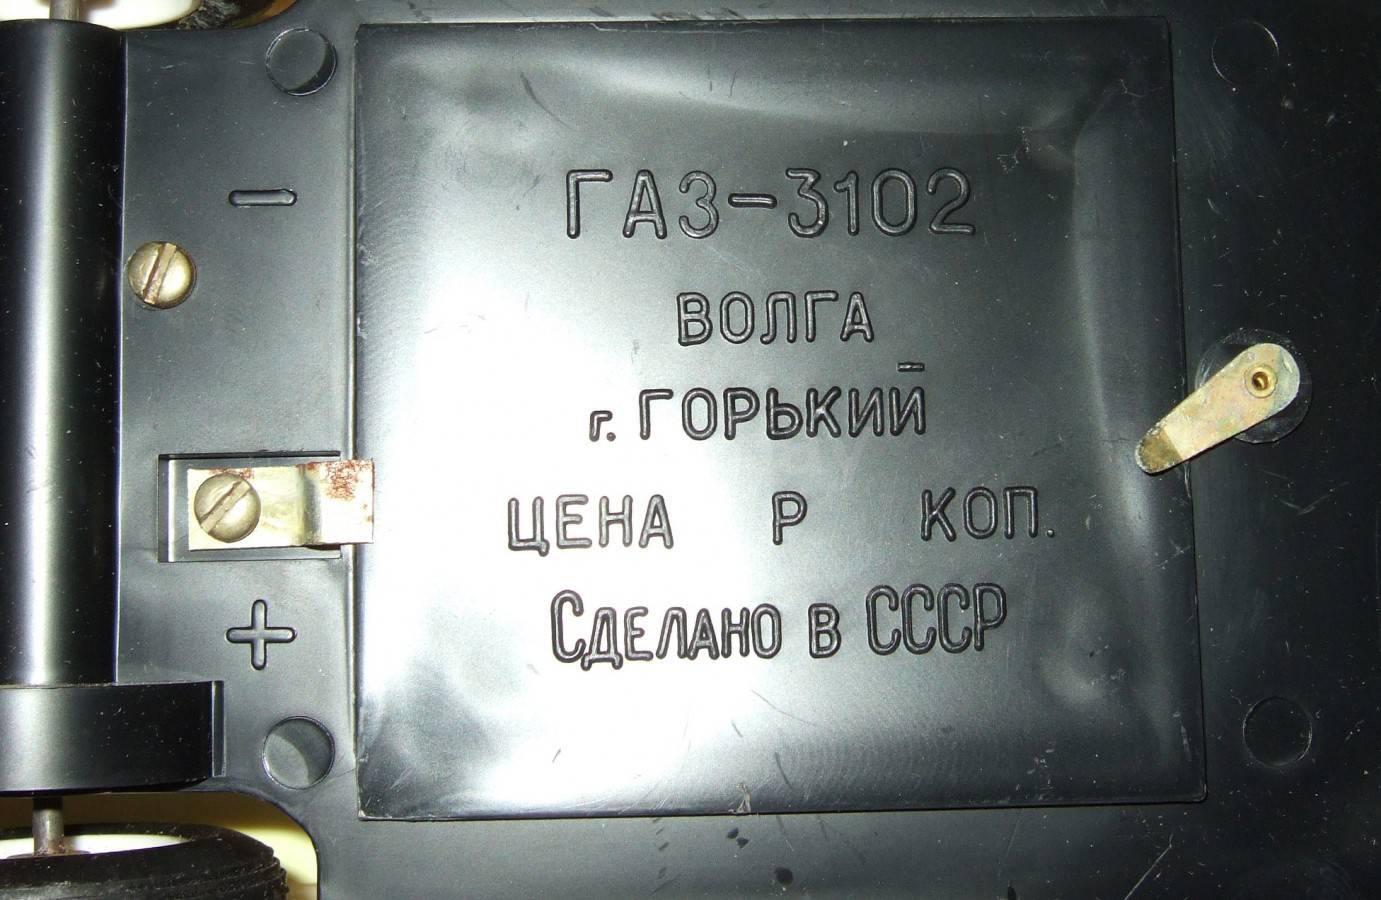 ГАЗ-3102
ВОЛГА
г. ГОРЬКИЙ
ЦЕНА Р КОП.
Сделано в СССР
−
+